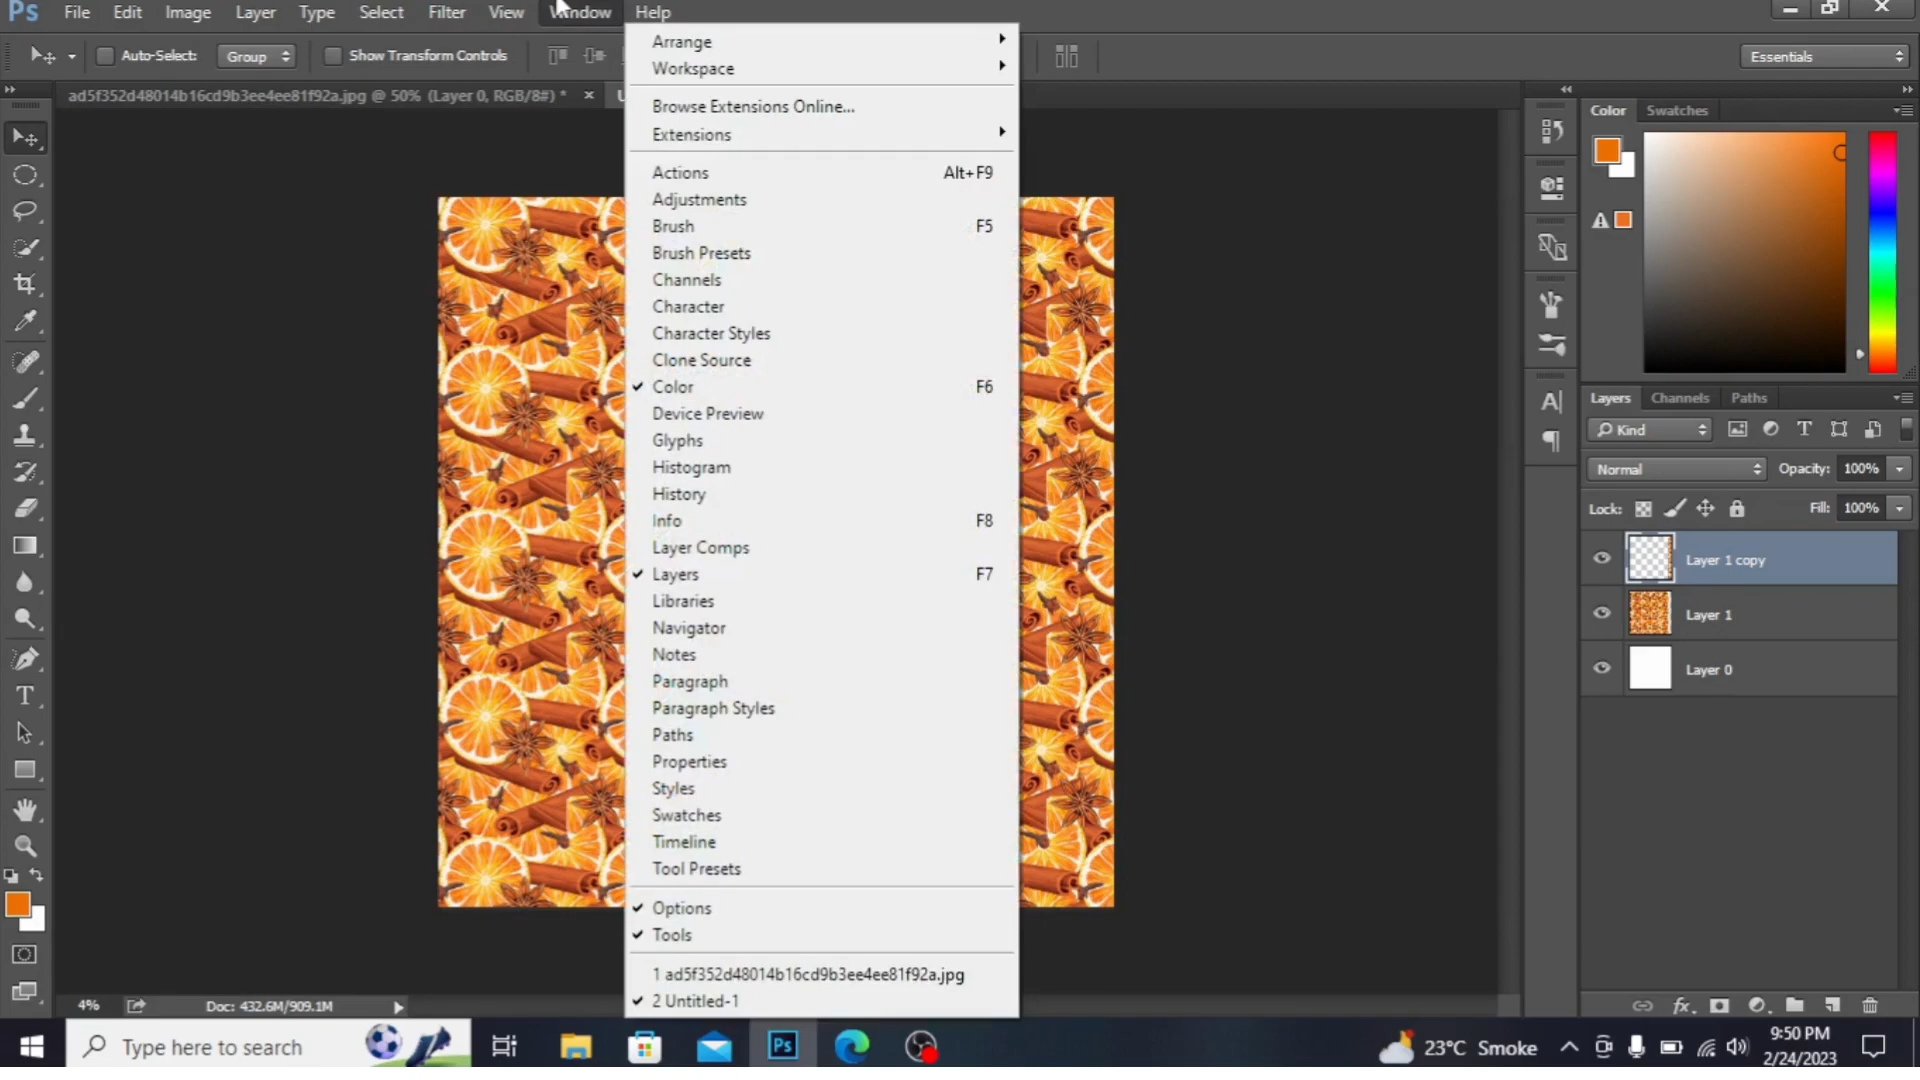 Ps File Edit Image Layer Type Select Filter View Window Help
Auto-Select: Group Show Transform Controls Essentials
ad5f352d48014b16cd9b3ee4ee81f92a.jpg @ 50% (Layer 0, RGB/8#) * ×
Arrange
Workspace
Browse Extensions Online...
Extensions
Actions Alt+F9
Adjustments
Brush F5
Brush Presets
Channels
Character
Character Styles
Clone Source
Color F6
Device Preview
Glyphs
Histogram
History
Info F8
Layer Comps
Layers F7
Libraries
Navigator
Notes
Paragraph
Paragraph Styles
Paths
Properties
Styles
Swatches
Timeline
Tool Presets
Options
Tools
1 ad5f352d48014b16cd9b3ee4ee81f92a.jpg
2 Untitled-1
Color Swatches
Layers Channels Paths
Kind
Normal Opacity: 100%
Lock: Fill: 100%
Layer 1 copy
Layer 1
Layer 0
4% Doc: 432.6M/909.1M
Type here to search
Ps
23°C Smoke
9:50 PM
2/24/2023